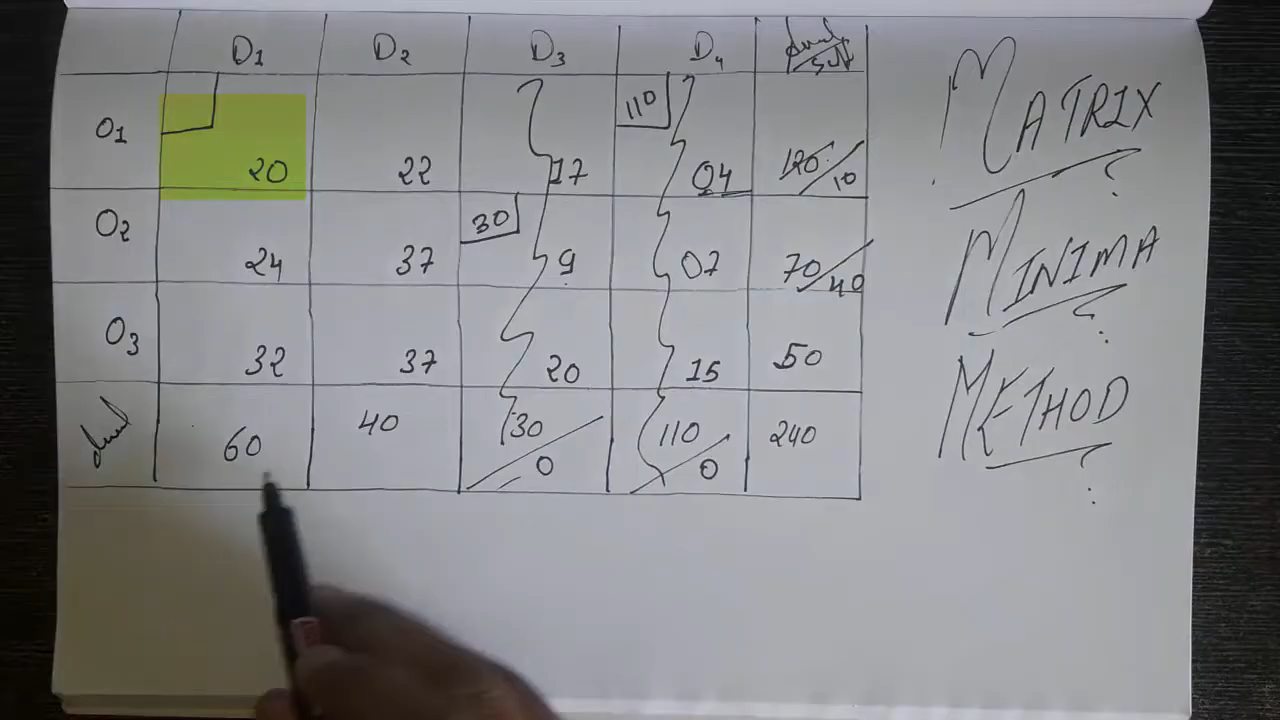 D1 D2 D3 D4
110
O1 20 22 17 04 120/10
30
O2 24 37 9 07 70/40
O3 32 37 20 15 50
60 40 30/0 110/0 240
MATRIX
MINIMA
METHOD